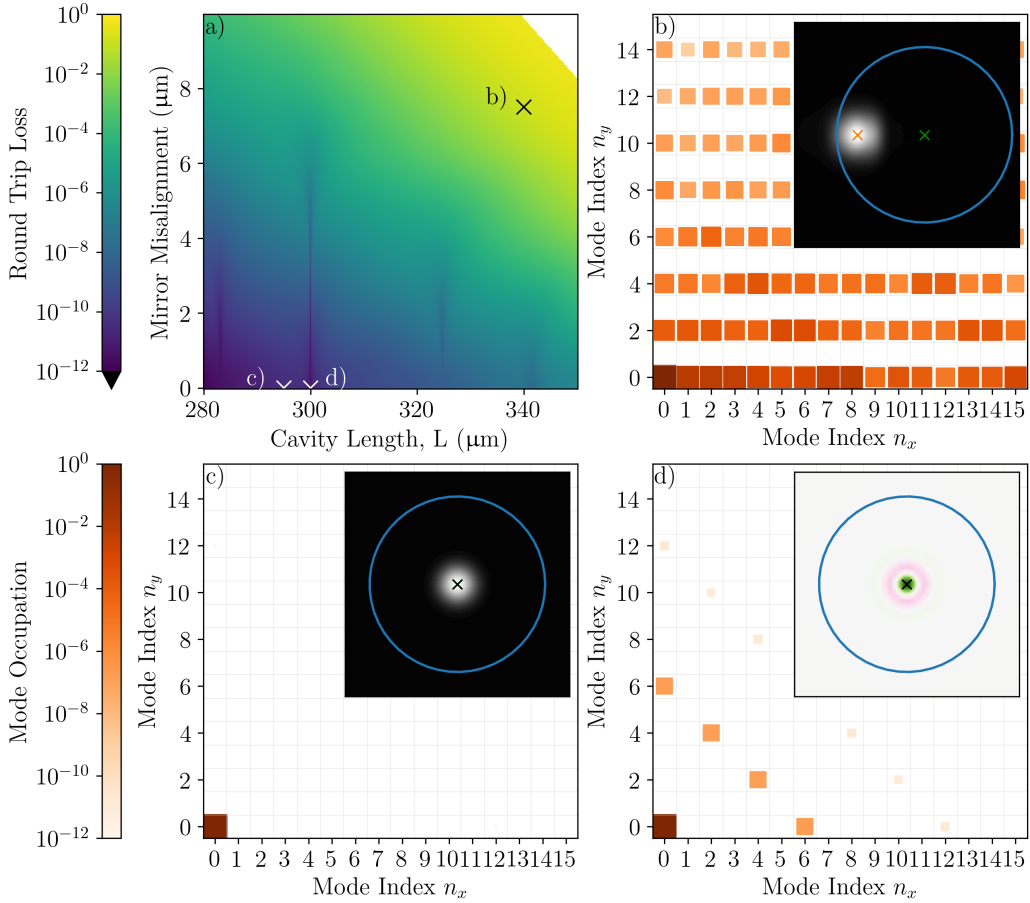 Round Trip Loss
10⁰
10⁻²
10⁻⁴
10⁻⁶
10⁻⁸
10⁻¹⁰
10⁻¹²
a)
Mirror Misalignment (μm)
8
6
4
2
0
b)
c)
d)
280 300 320 340
Cavity Length, L (μm)
b)
Mode Index n_y
14
12
10
8
6
4
2
0
0 1 2 3 4 5 6 7 8 9 10 11 12 13 14 15
Mode Index n_x
Mode Occupation
10⁰
10⁻²
10⁻⁴
10⁻⁶
10⁻⁸
10⁻¹⁰
10⁻¹²
c)
Mode Index n_y
14
12
10
8
6
4
2
0
0 1 2 3 4 5 6 7 8 9 10 11 12 13 14 15
Mode Index n_x
d)
Mode Index n_y
14
12
10
8
6
4
2
0
0 1 2 3 4 5 6 7 8 9 10 11 12 13 14 15
Mode Index n_x